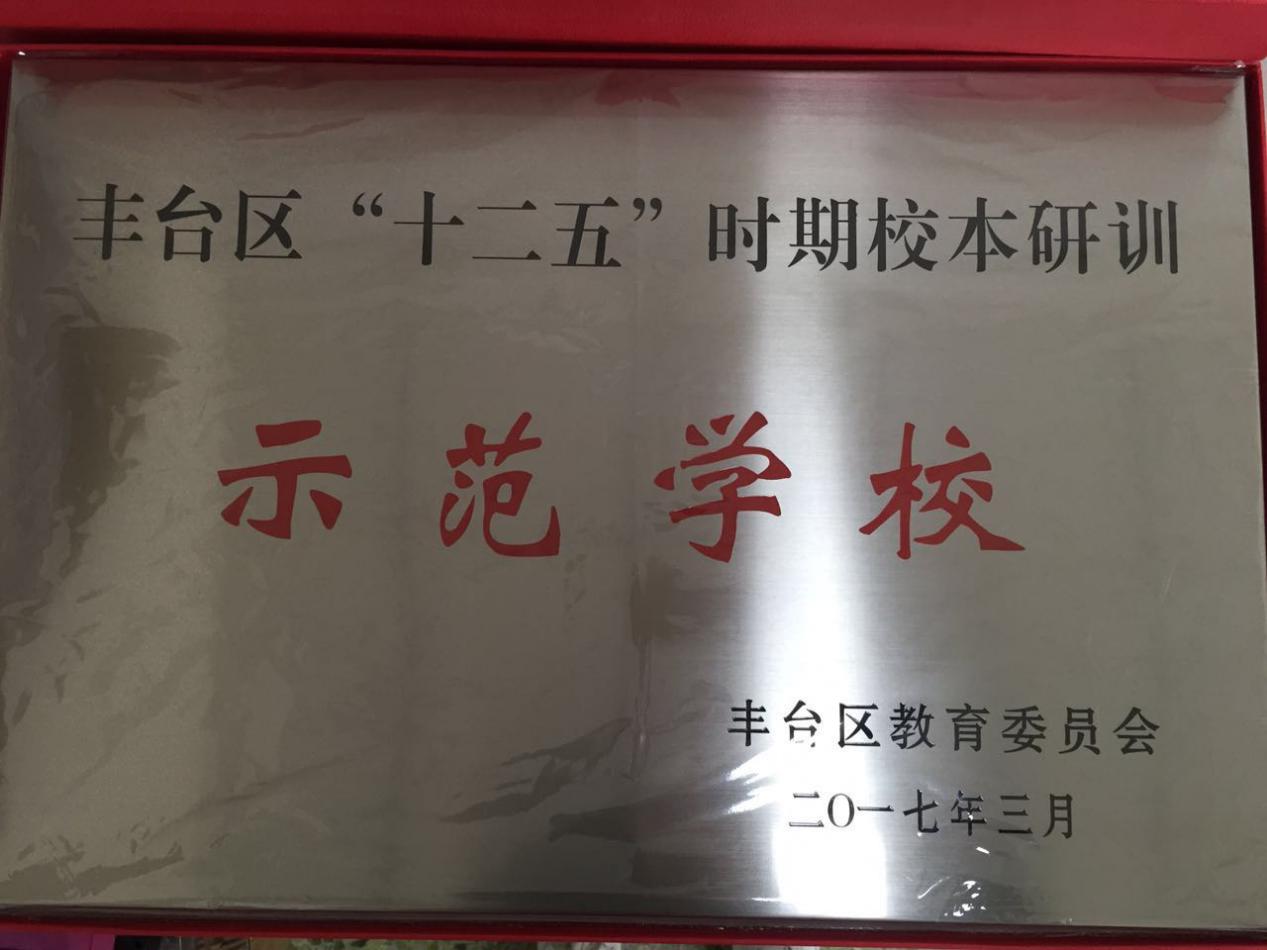 丰台区“十二五”时期校本研训
示范学校
丰台区教育委员会
二〇一七年三月